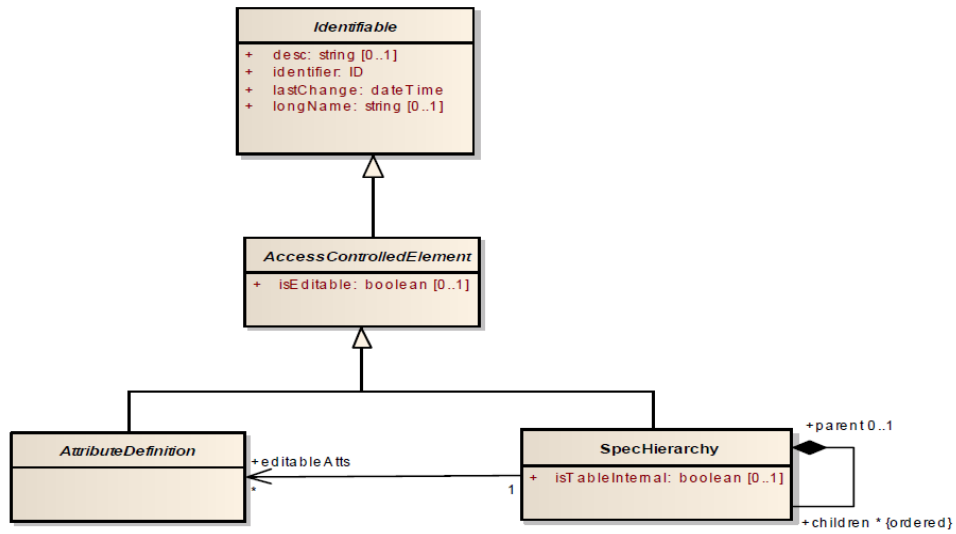 Identifiable
+ desc: string [0..1]
+ identifier: ID
+ lastChange: dateTime
+ longName: string [0..1]
AccessControlledElement
+ isEditable: boolean [0..1]
AttributeDefinition
+editableAtts
*
1
SpecHierarchy
+ isTableInternal: boolean [0..1]
+parent 0..1
+children * {ordered}